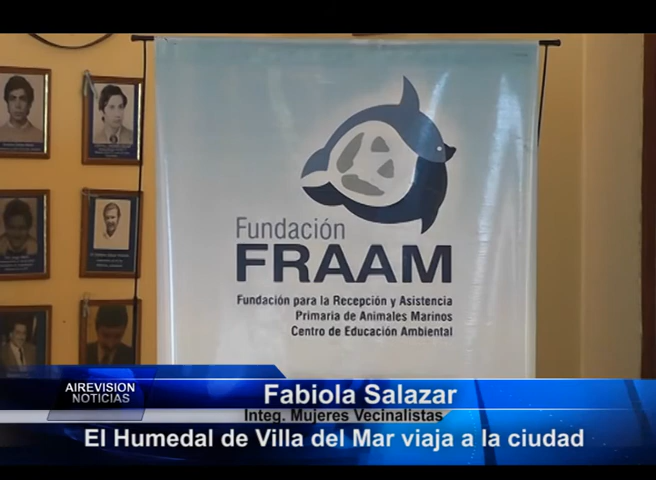 Fundación
FRAAM
Fundación para la Recepción y Asistencia
Primaria de Animales Marinos
Centro de Educación Ambiental
AIREVISION
NOTICIAS
Fabiola Salazar
Integ. Mujeres Vecinalistas
El Humedal de Villa del Mar viaja a la ciudad